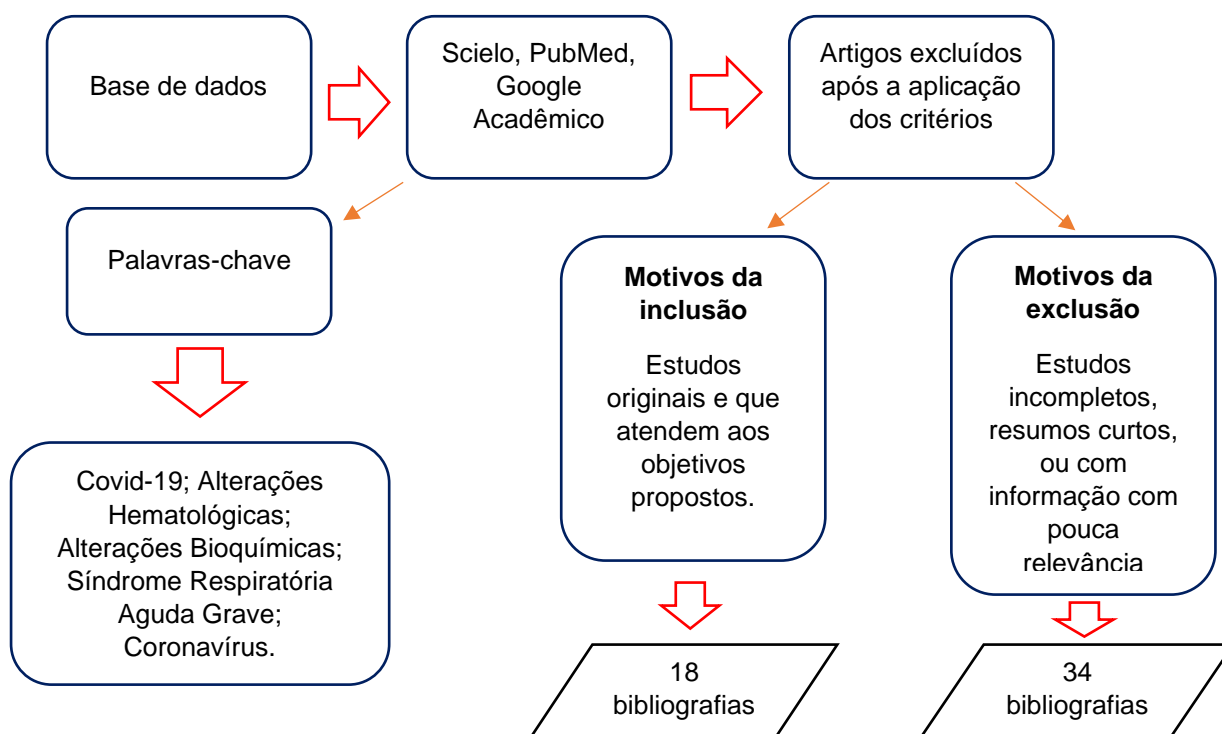 Base de dados
Scielo, PubMed,
Google
Acadêmico
Artigos excluídos
após a aplicação
dos critérios
Palavras-chave
Covid-19; Alterações
Hematológicas;
Alterações Bioquímicas;
Síndrome Respiratória
Aguda Grave;
Coronavírus.
Motivos da
inclusão
Estudos
originais e que
atendem aos
objetivos
propostos.
18
bibliografias
Motivos da
exclusão
Estudos
incompletos,
resumos curtos,
ou com
informação com
pouca
relevância
34
bibliografias